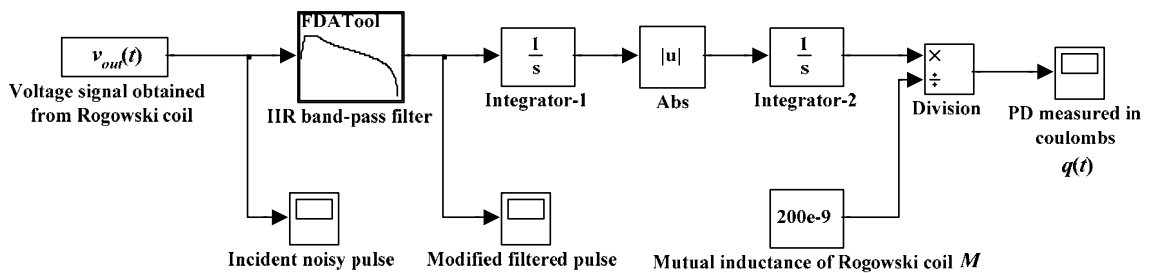 FDATool
v_out(t)
Voltage signal obtained
from Rogowski coil
IIR band-pass filter
1
s
Integrator-1
|u|
Abs
1
s
Integrator-2
×
÷
Division
PD measured in
coulombs
q(t)
Incident noisy pulse
Modified filtered pulse
200e-9
Mutual inductance of Rogowski coil M